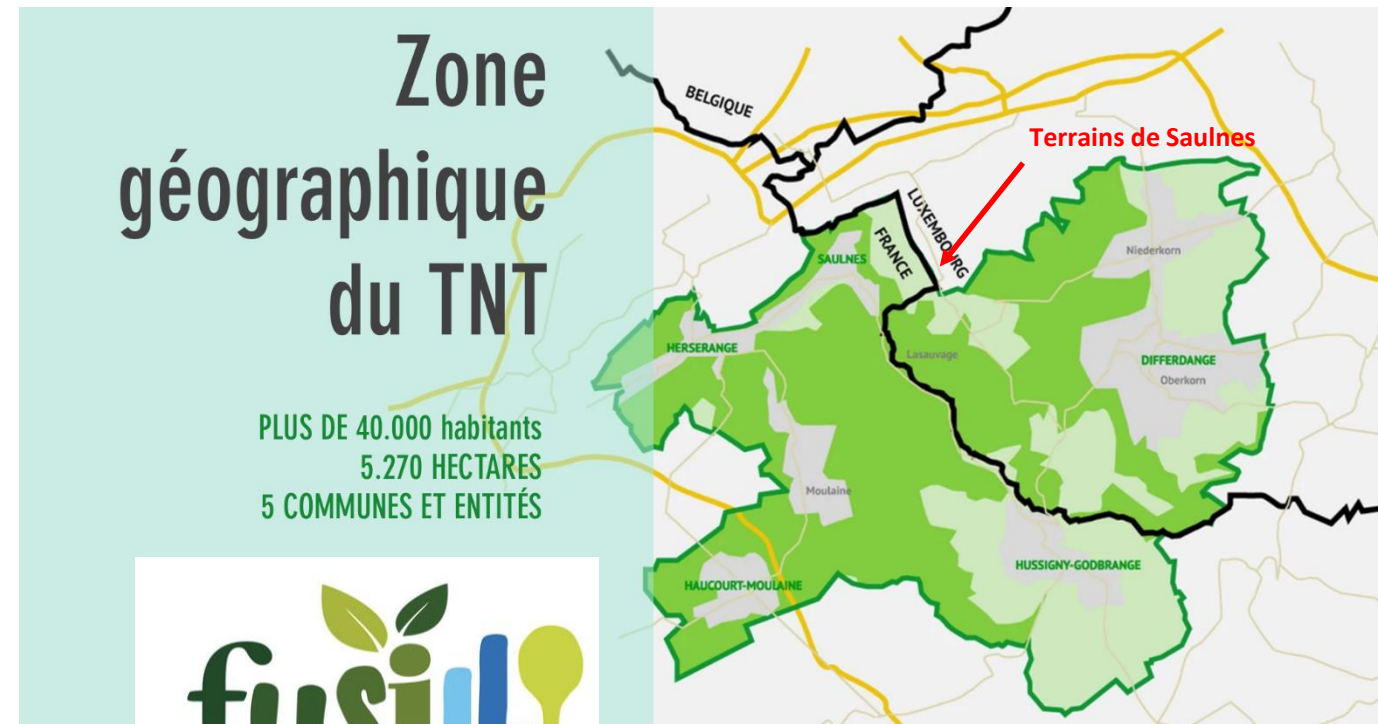 Zone
géographique
du TNT
PLUS DE 40.000 habitants
5.270 HECTARES
5 COMMUNES ET ENTITÉS
BELGIQUE
Terrains de Saulnes
LUXEMBOURG
FRANCE
SAULNES
Niederkorn
HERSERANGE
Lasauvage
DIFFERDANGE
Oberkorn
Moulaine
HUSSIGNY-GODBRANGE
HAUCOURT-MOULAINE
fusilli